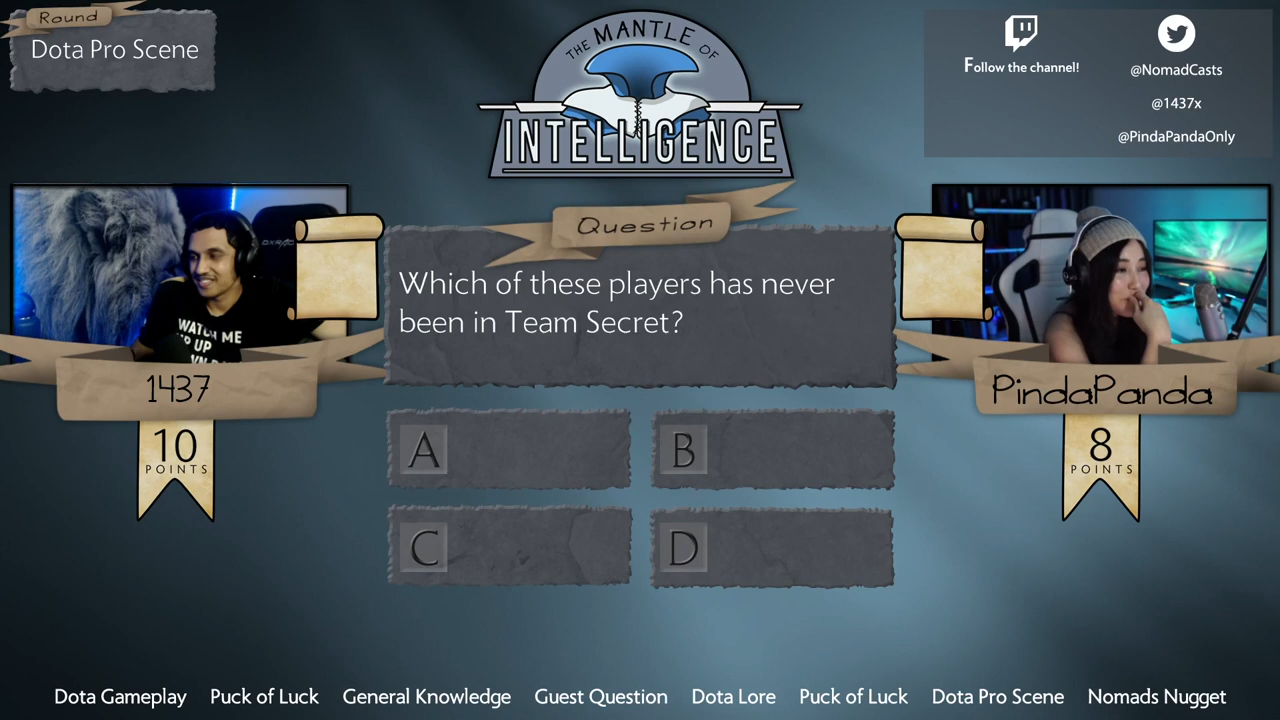 Round
Dota Pro Scene
THE MANTLE OF
INTELLIGENCE
Follow the channel!
@NomadCasts
@1437x
@PindaPandaOnly
Question
Which of these players has never
been in Team Secret?
WATCH ME
1437
10
POINTS
PindaPanda
8
POINTS
A
B
C
D
Dota Gameplay Puck of Luck General Knowledge Guest Question Dota Lore Puck of Luck Dota Pro Scene Nomads Nugget